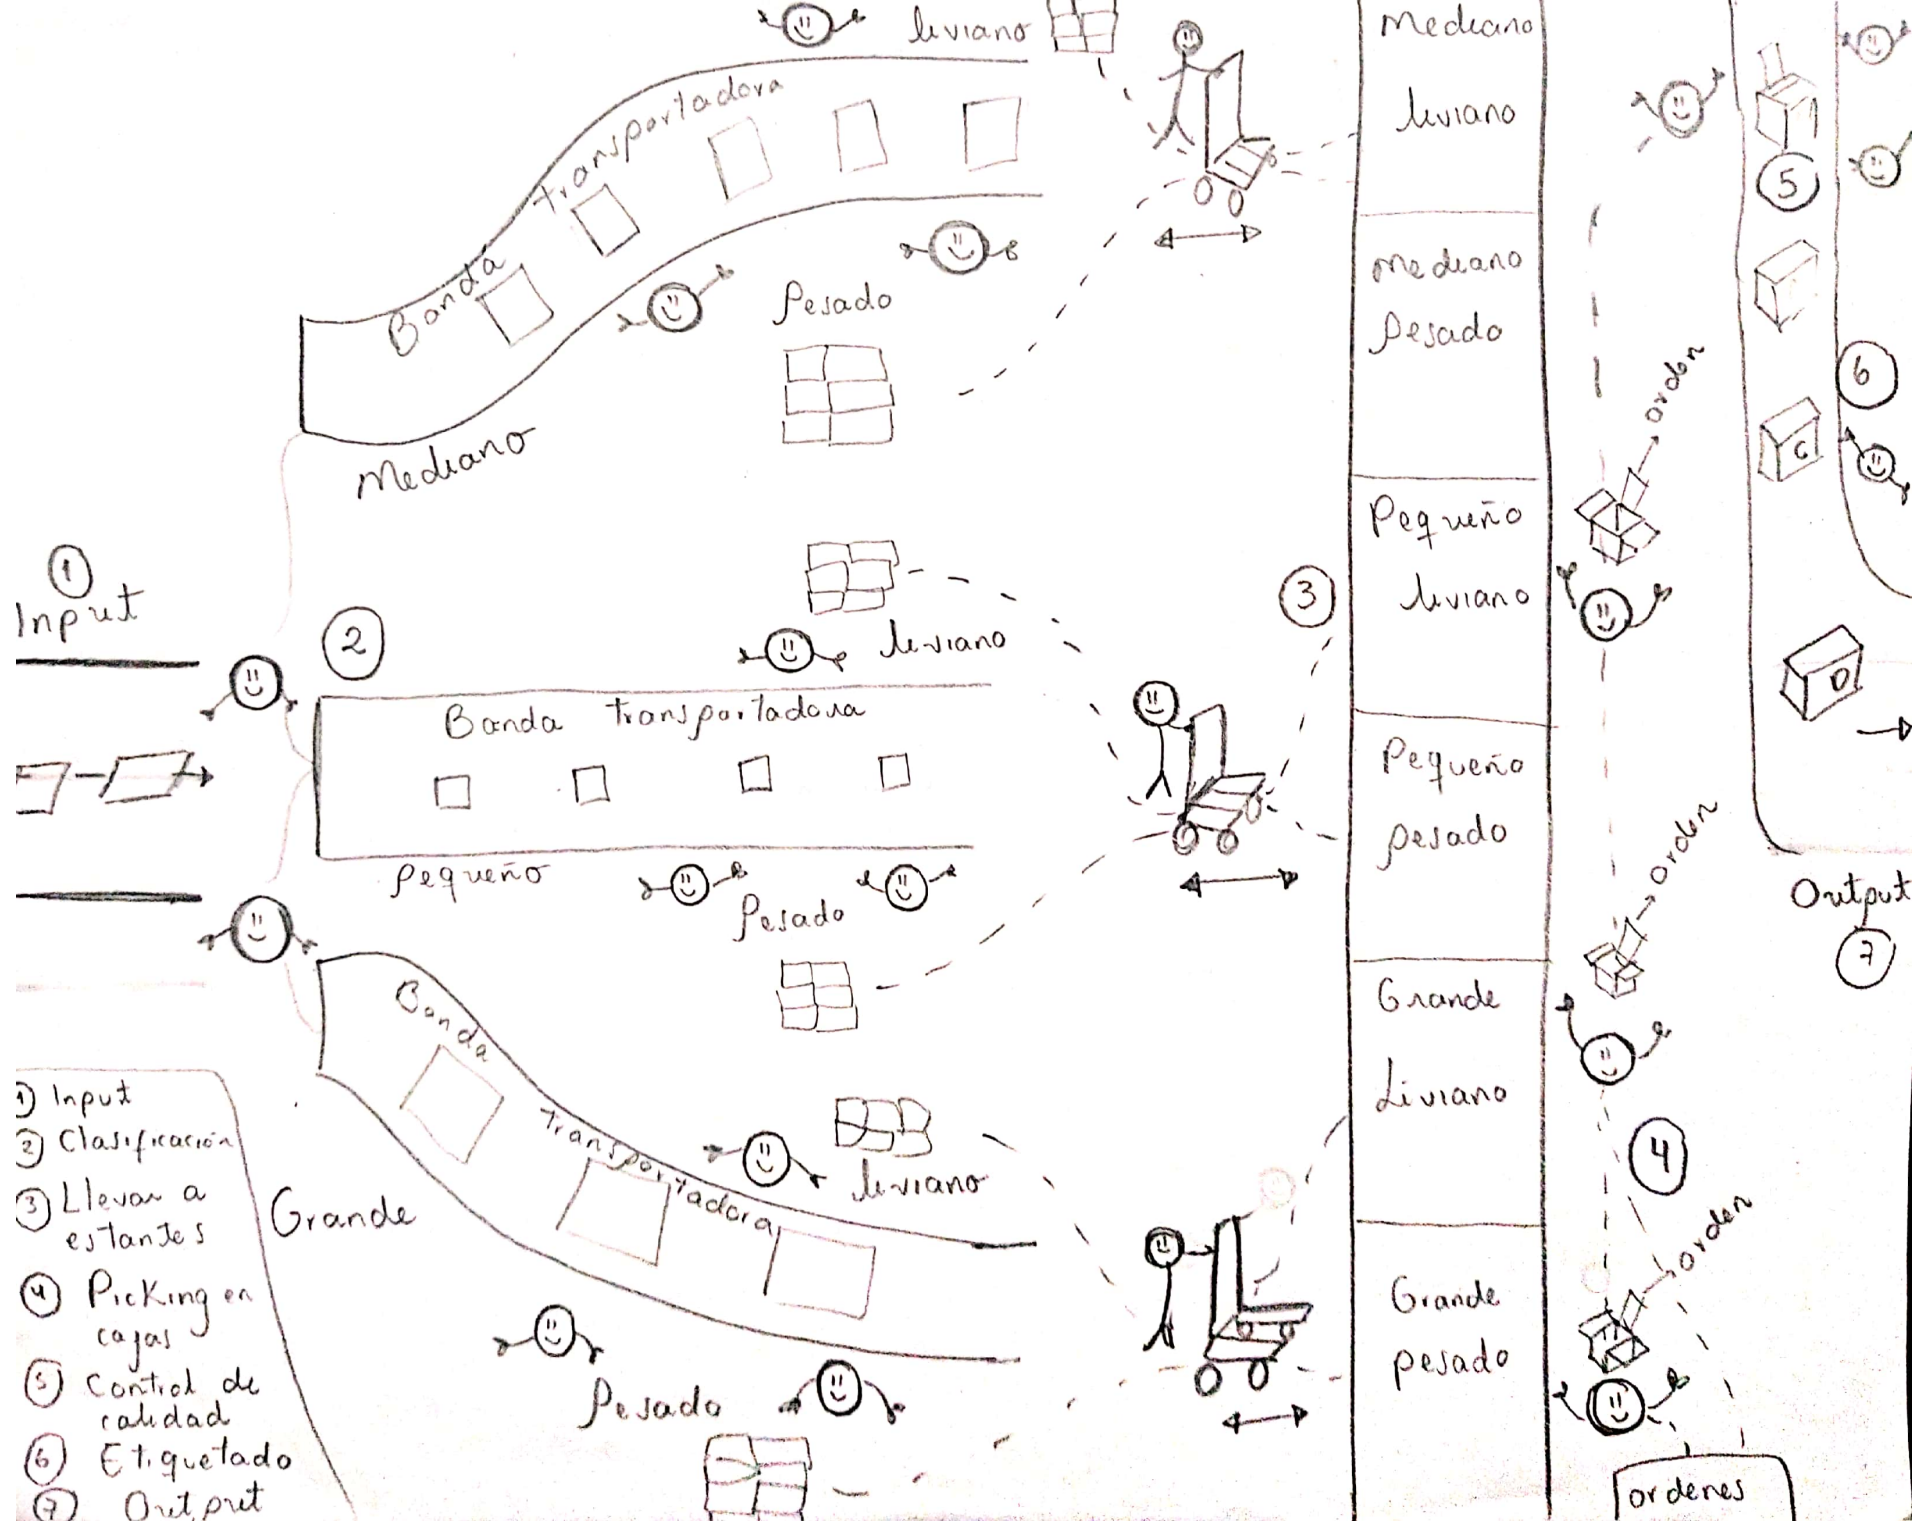 liviano
Mediano
liviano
Banda transportadora
Mediano
Pesado
Mediano
Pesado
5
6
C
orden
1
Input
2
liviano
Banda transportadora
Pequeño
Pesado
3
Pequeño
liviano
Pequeño
pesado
orden
D
Output
7
Banda Transportadora
Grande
liviano
Pesado
Grande
Liviano
Grande
pesado
4
orden
ordenes
1 Input
2 Clasificación
3 Llevar a
estantes
4 Picking en
cajas
5 Control de
calidad
6 Etiquetado
7 Output